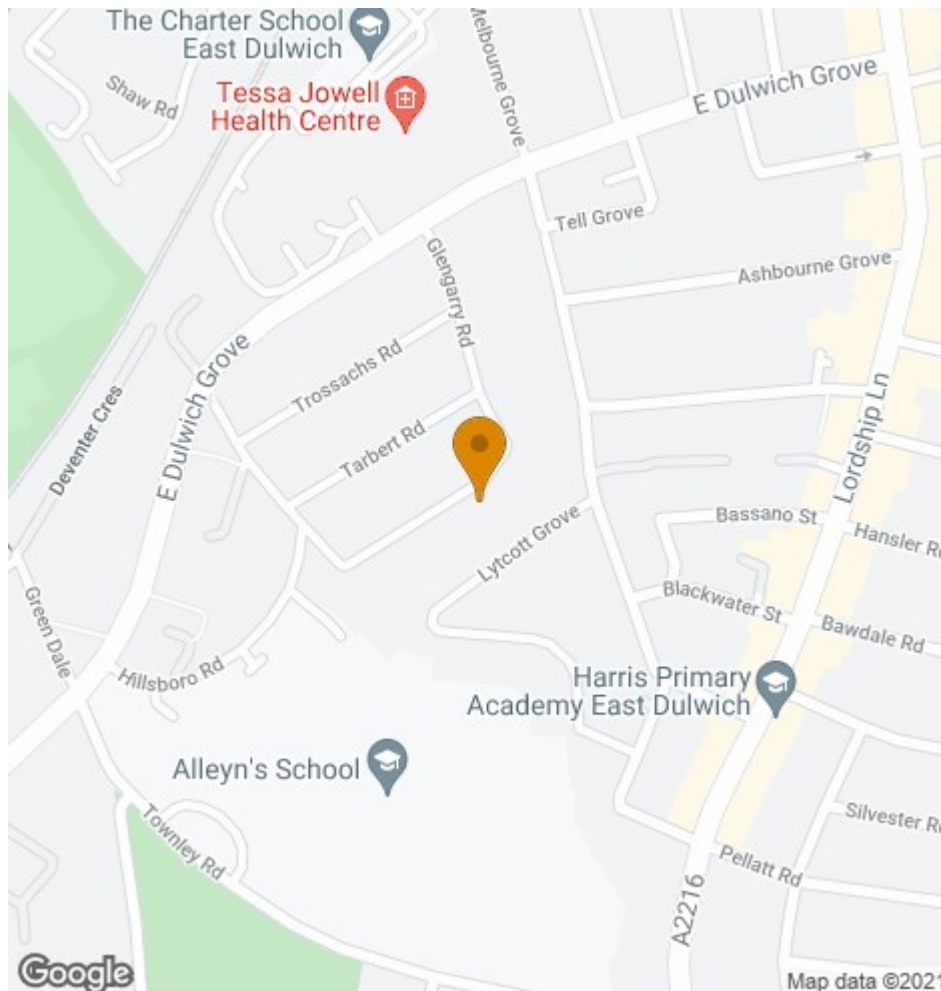 The Charter School
East Dulwich
Melbourne Grove
Shaw Rd
Tessa Jowell
Health Centre
E Dulwich Grove
Tell Grove
Glengarry Rd
Ashbourne Grove
E Dulwich Grove
Trossachs Rd
Deventer Cres
Tarbert Rd
Lordship Ln
Bassano St
Hansler Rd
Lytcott Grove
Green Dale
Blackwater St
Bawdale Rd
Hillsboro Rd
Harris Primary
Academy East Dulwich
Alleyn's School
Townley Rd
Silvester Rd
Pellatt Rd
A2216
Google
Map data ©2021